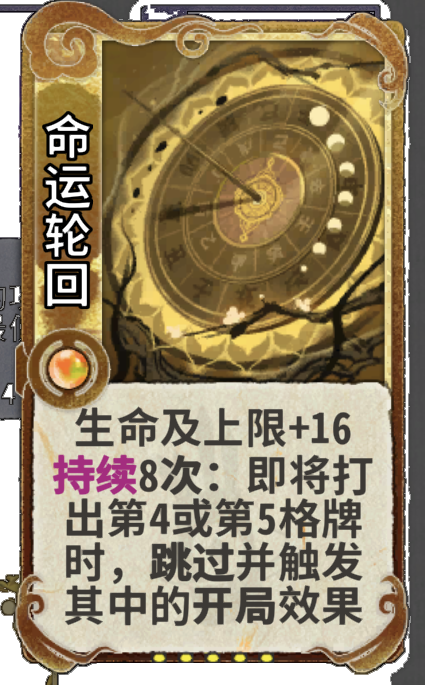 命运轮回
生命及上限+16
持续8次：即将打
出第4或第5格牌
时，跳过并触发
其中的开局效果